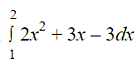 2
∫ 2x² + 3x − 3dx
1